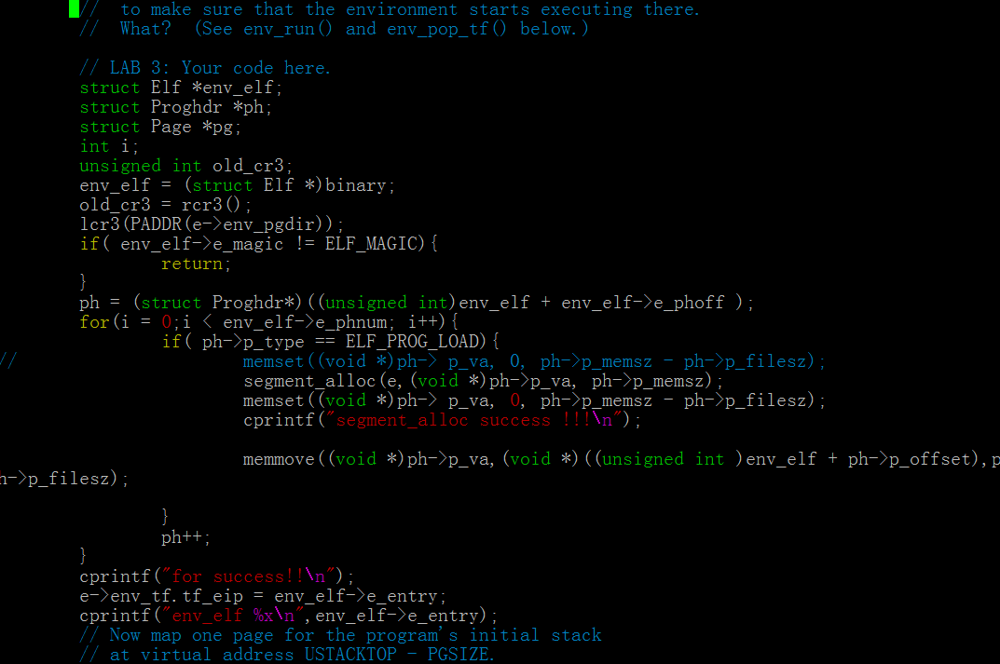 // to make sure that the environment starts executing there.
// What? (See env_run() and env_pop_tf() below.)
// LAB 3: Your code here.
struct Elf *env_elf;
struct Proghdr *ph;
struct Page *pg;
int i;
unsigned int old_cr3;
env_elf = (struct Elf *)binary;
old_cr3 = rcr3();
lcr3(PADDR(e->env_pgdir));
if( env_elf->e_magic != ELF_MAGIC){
return;
}
ph = (struct Proghdr*)((unsigned int)env_elf + env_elf->e_phoff );
for(i = 0;i < env_elf->e_phnum; i++){
if( ph->p_type == ELF_PROG_LOAD){
// memset((void *)ph-> p_va, 0, ph->p_memsz - ph->p_filesz);
segment_alloc(e,(void *)ph->p_va, ph->p_memsz);
memset((void *)ph-> p_va, 0, ph->p_memsz - ph->p_filesz);
cprintf("segment_alloc success !!!\n");
memmove((void *)ph->p_va,(void *)((unsigned int )env_elf + ph->p_offset),p
h->p_filesz);
}
ph++;
}
cprintf("for success!!\n");
e->env_tf.tf_eip = env_elf->e_entry;
cprintf("env_elf %x\n",env_elf->e_entry);
// Now map one page for the program's initial stack
// at virtual address USTACKTOP - PGSIZE.